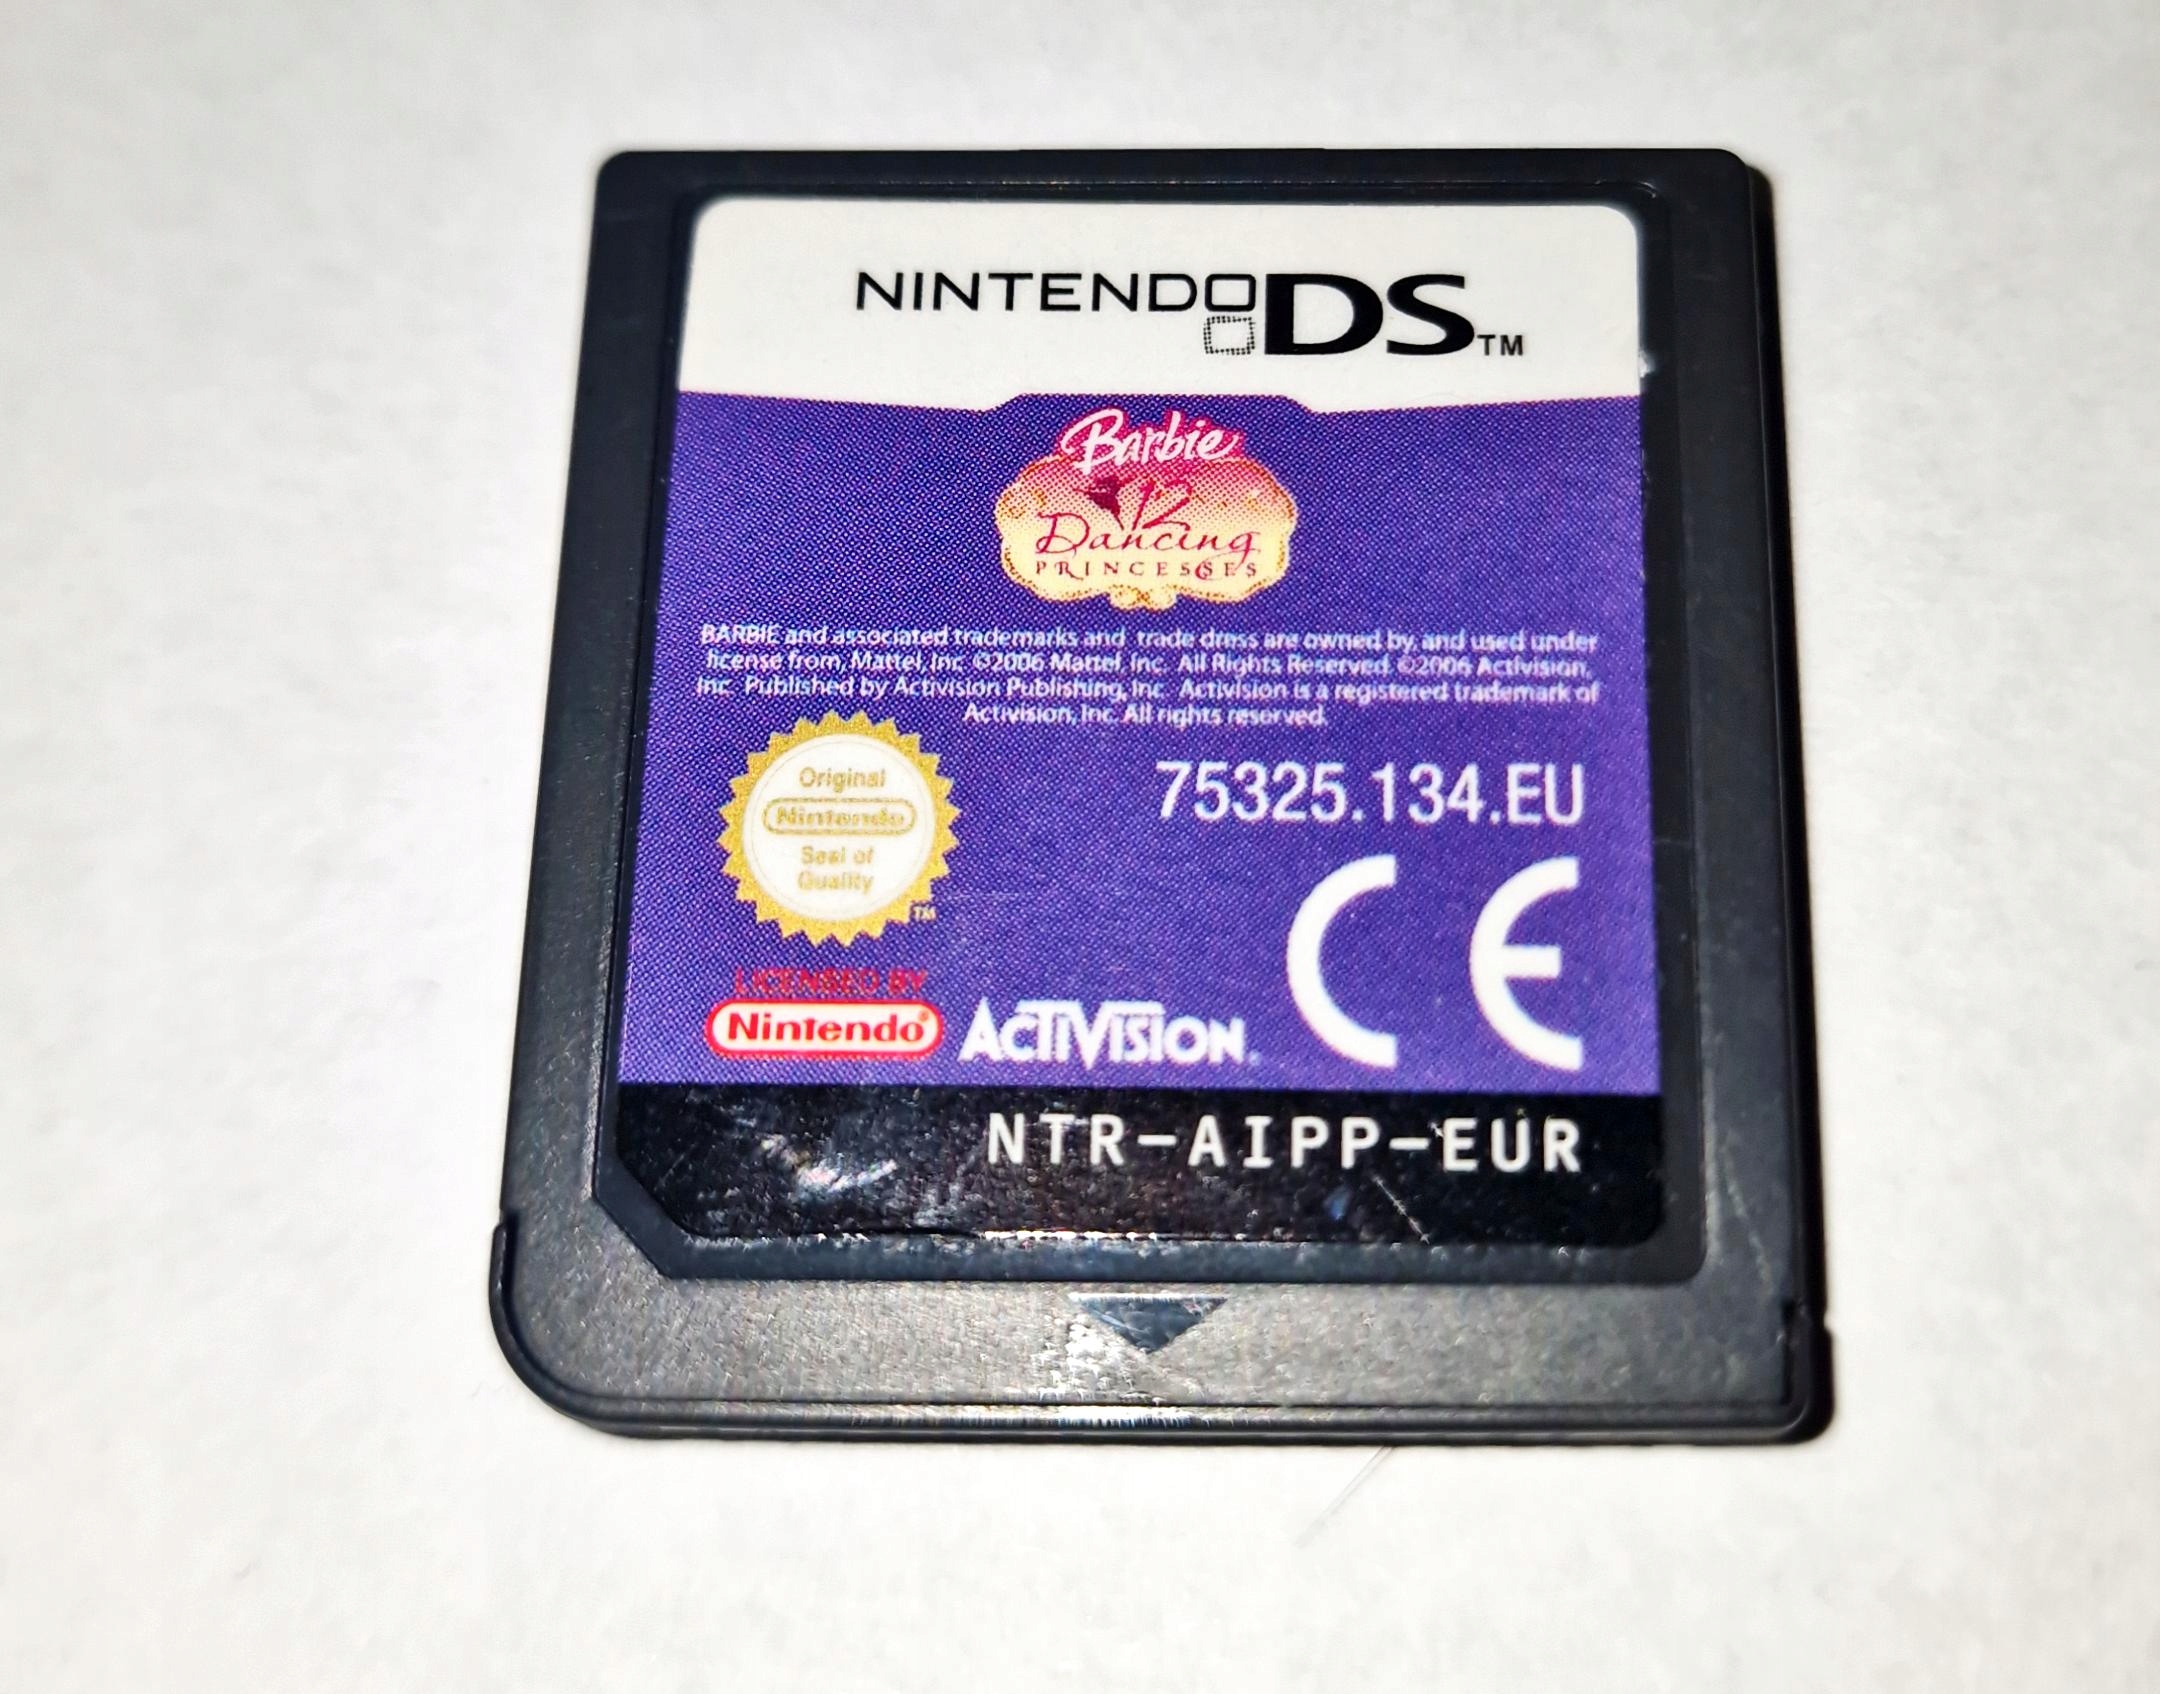 NINTENDO DS TM
Barbie
12
Dancing
PRINCESSES
BARBIE and associated trademarks and trade dress are owned by, and used under
license from, Mattel, Inc. ©2006 Mattel, Inc. All Rights Reserved. ©2006 Activision,
Inc. Published by Activision Publishing, Inc. Activision is a registered trademark of
Activision, Inc. All rights reserved.
Original
Nintendo
Seal of
Quality
TM
75325.134.EU
CE
LICENSED BY
Nintendo®
ACTIVISION.
NTR-AIPP-EUR